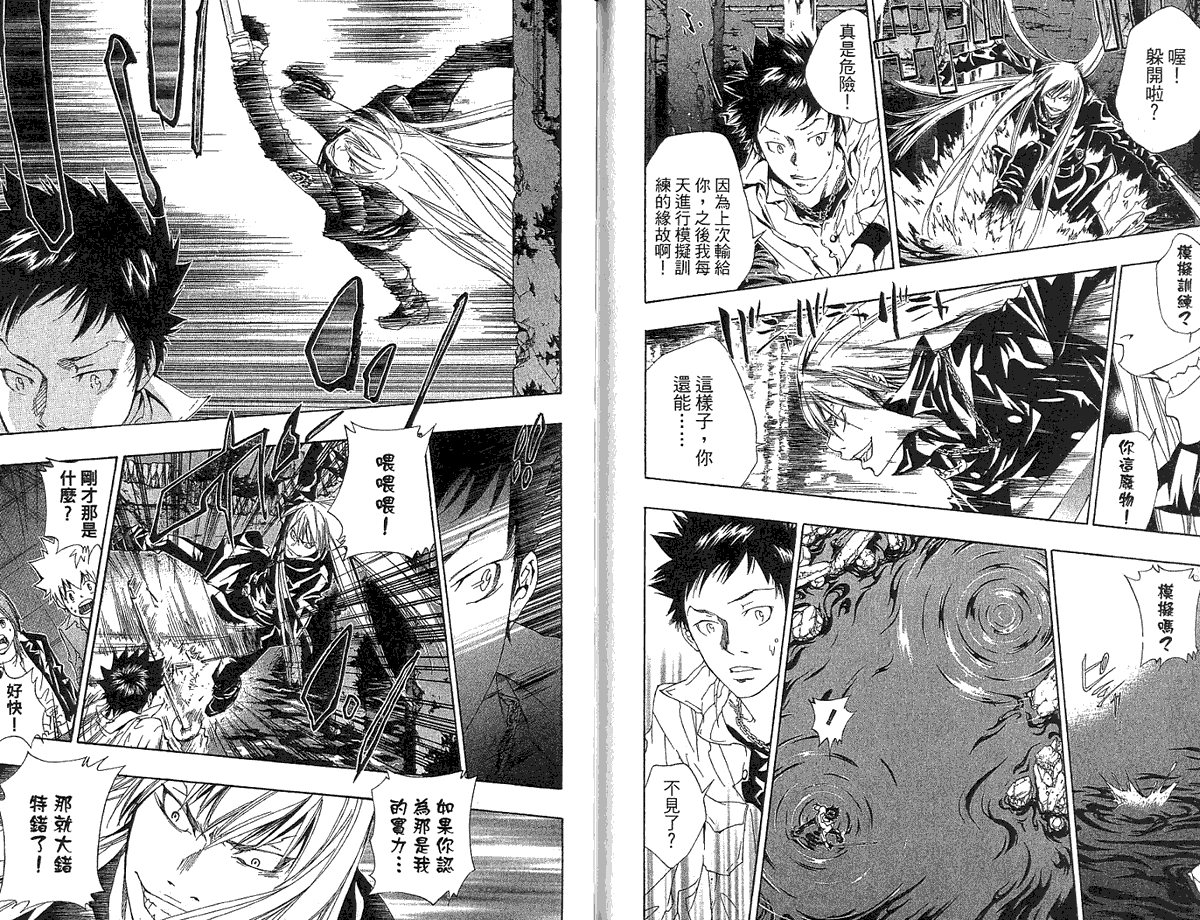 喔！
躲開啦？
真是危險！
因為上次輸給
你，之後我每
天進行模擬訓
練的緣故啊！
模擬訓練？
你這廢物！
這樣子，你
還能……
模擬嗎？
！
不見了？
喂喂喂！
剛才那是
什麼？
好快！
如果你認
為那是我
的實力…
那就大錯
特錯了！